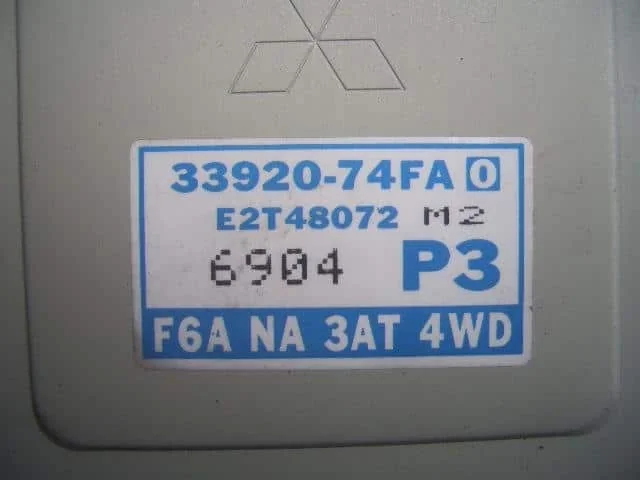 33920-74FA 0
E2T48072 M2
6904 P3
F6A NA 3AT 4WD